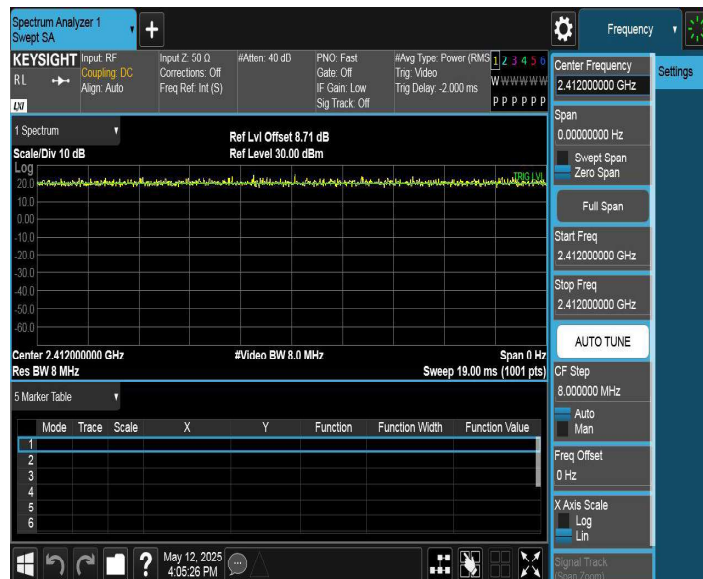 Spectrum Analyzer 1
Swept SA
+
Frequency
KEYSIGHT
RL
LXI
Input: RF
Coupling: DC
Align: Auto
Input Z: 50 Ω
Corrections: Off
Freq Ref: Int (S)
#Atten: 40 dB
PNO: Fast
Gate: Off
IF Gain: Low
Sig Track: Off
#Avg Type: Power (RMS
Trig: Video
Trig Delay: -2.000 ms
1 2 3 4 5 6
W W W W W W
P P P P P P
Center Frequency
2.412000000 GHz
Settings
Span
0.00000000 Hz
Swept Span
Zero Span
Full Span
Start Freq
2.412000000 GHz
Stop Freq
2.412000000 GHz
AUTO TUNE
CF Step
8.000000 MHz
Auto
Man
Freq Offset
0 Hz
X Axis Scale
Log
Lin
Signal Track
(Span Zoom)
1 Spectrum
Scale/Div 10 dB
Ref Lvl Offset 8.71 dB
Ref Level 30.00 dBm
Log
TRIG LVL
20.0
10.0
0.00
-10.0
-20.0
-30.0
-40.0
-50.0
-60.0
Center 2.412000000 GHz
#Video BW 8.0 MHz
Span 0 Hz
Res BW 8 MHz
Sweep 19.00 ms (1001 pts)
5 Marker Table
Mode Trace Scale X Y Function Function Width Function Value
1
2
3
4
5
6
?
May 12, 2025
4:05:26 PM